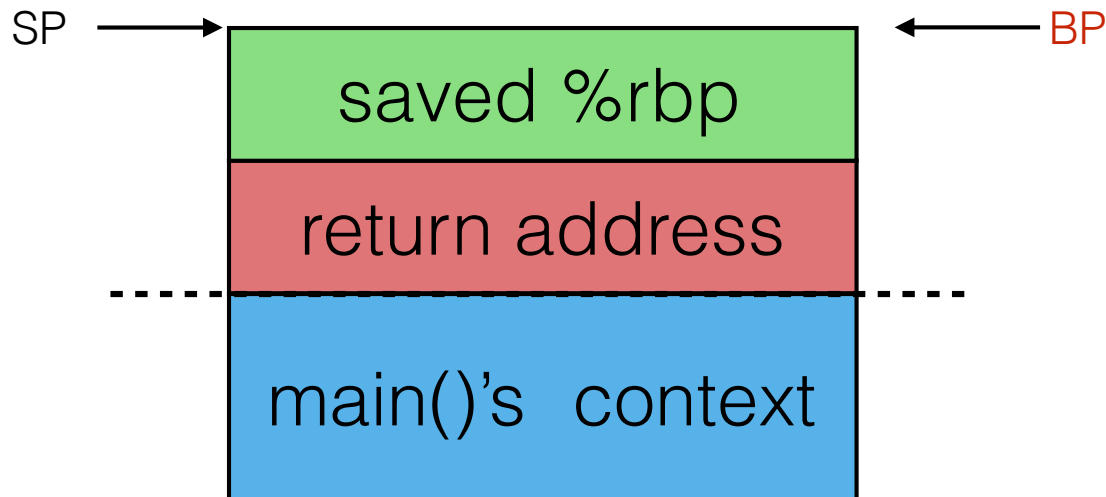 SP
BP
saved %rbp
return address
main()’s context